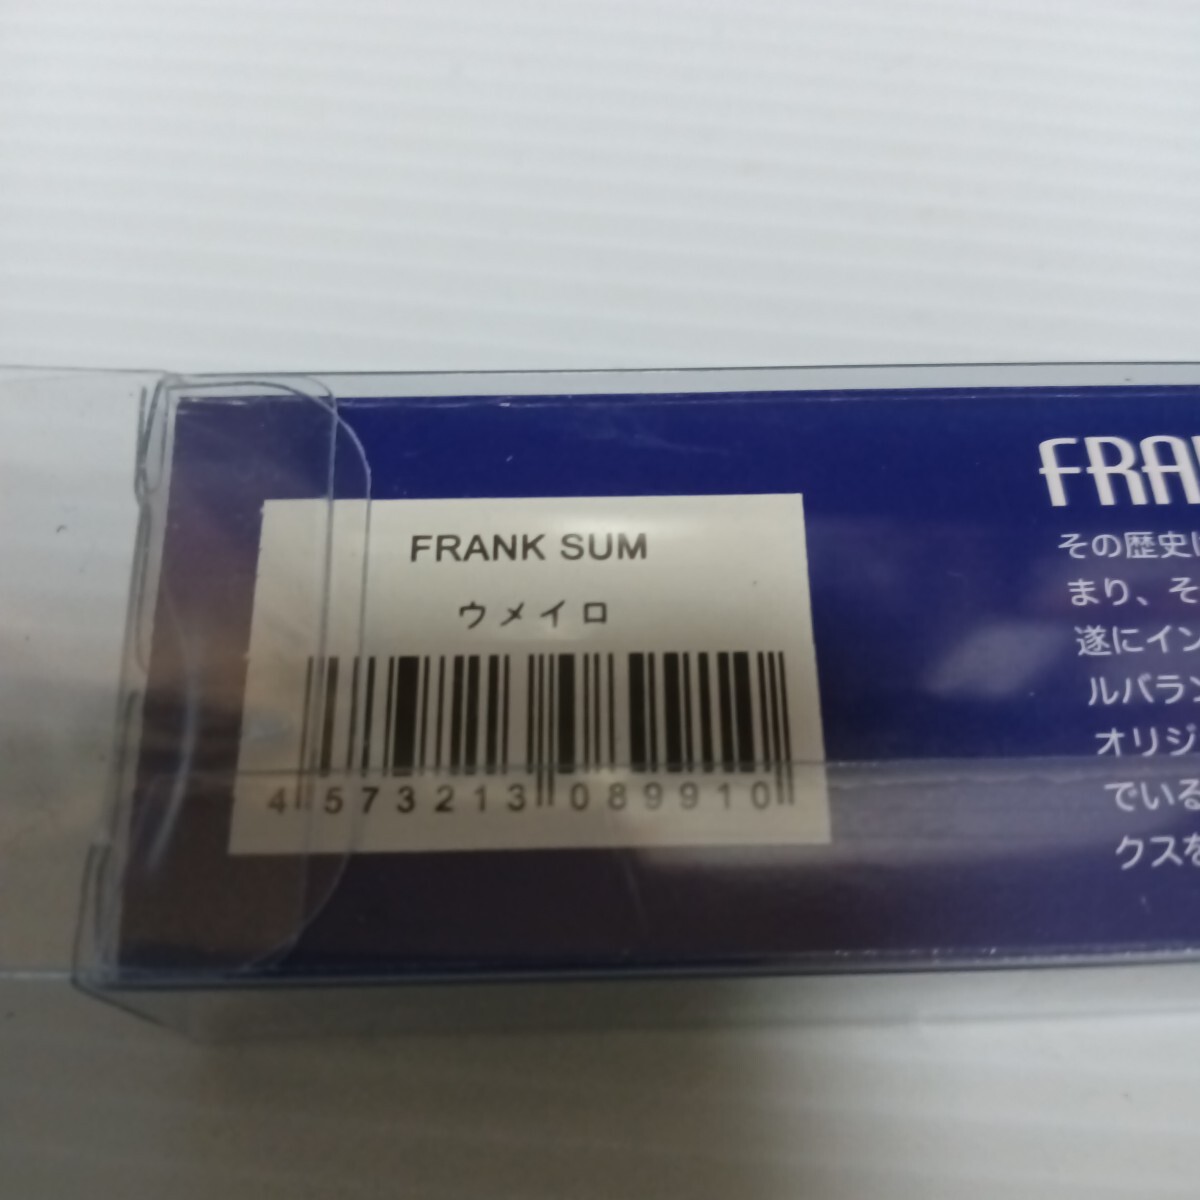 FRANK SUM
ウメイロ
4 573213 089910
FRA
その歴史
まり、そ
遂にイン
ルバラン
オリジ
でいる
クスを